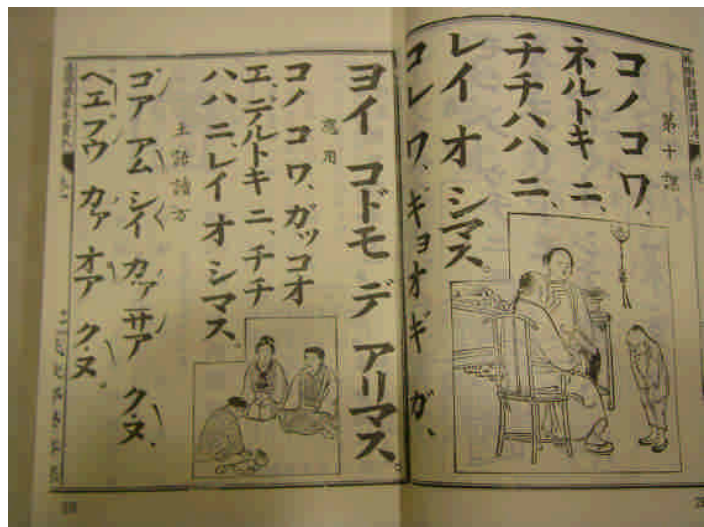 第十課
コノコワ、
ネルトキ ニ、
チチハハ ニ、
レイ オ シマス。
コレ ワ、ギョオギ ガ、
ヨイ コドモ デ アリマス。
應用
コノ コワ、ガッコオ
エ、デルトキ ニ、チチ
ハハ ニ、レイ オ シマス。
土語讀方
ゴア アム シイ カァ サア ク・ヌ。
ヘエ プウ カァ オア ク・ヌ。